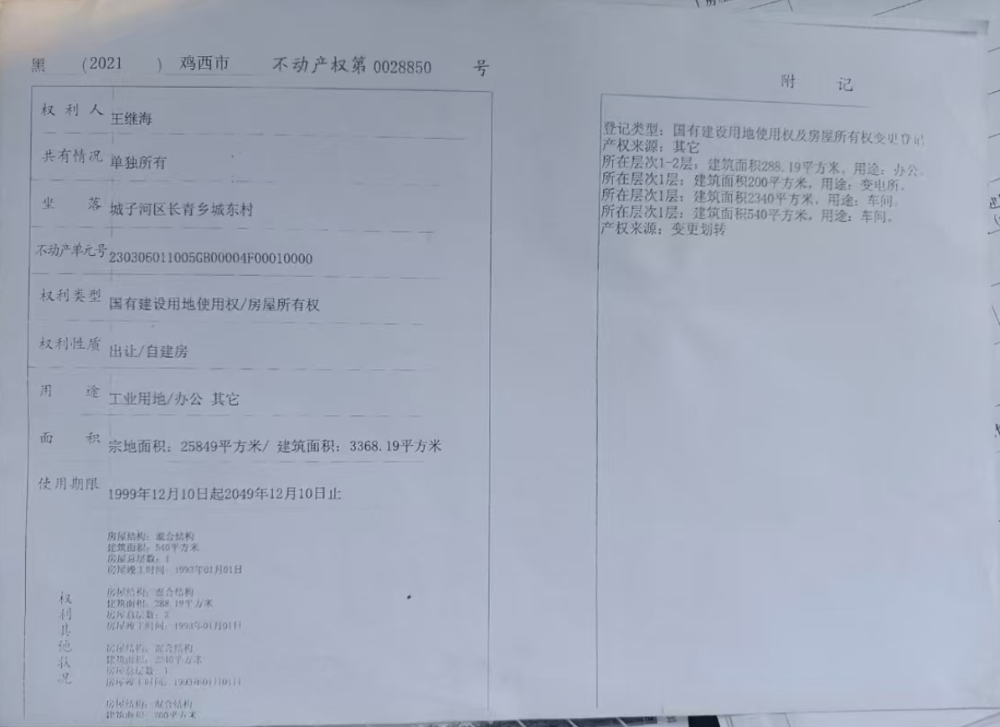 黑 (2021 ) 鸡西市 不动产权第 0028850 号
权利人 王继海
共有情况 单独所有
坐落 城子河区长青乡城东村
不动产单元号 230306011005GB00004F00010000
权利类型 国有建设用地使用权/房屋所有权
权利性质 出让/自建房
用途 工业用地/办公 其它
面积 宗地面积：25849平方米/ 建筑面积：3368.19平方米
使用期限 1999年12月10日起2049年12月10日止
权利其他状况
房屋结构：混合结构
建筑面积：540平方米
房屋总层数：1
房屋竣工时间：1993年01月01日
房屋结构：混合结构
建筑面积：288.19平方米
房屋总层数：2
房屋竣工时间：1993年01月01日
房屋结构：混合结构
建筑面积：2340平方米
房屋总层数：1
房屋竣工时间：1993年01月01日
房屋结构：混合结构
建筑面积：200平方米
附记
登记类型：国有建设用地使用权及房屋所有权变更登记
产权来源：其它
所在层次1-2层：建筑面积288.19平方米，用途：办公。
所在层次1层：建筑面积200平方米，用途：变电所。
所在层次1层：建筑面积2340平方米，用途：车间。
所在层次1层：建筑面积540平方米，用途：车间。
产权来源：变更划转